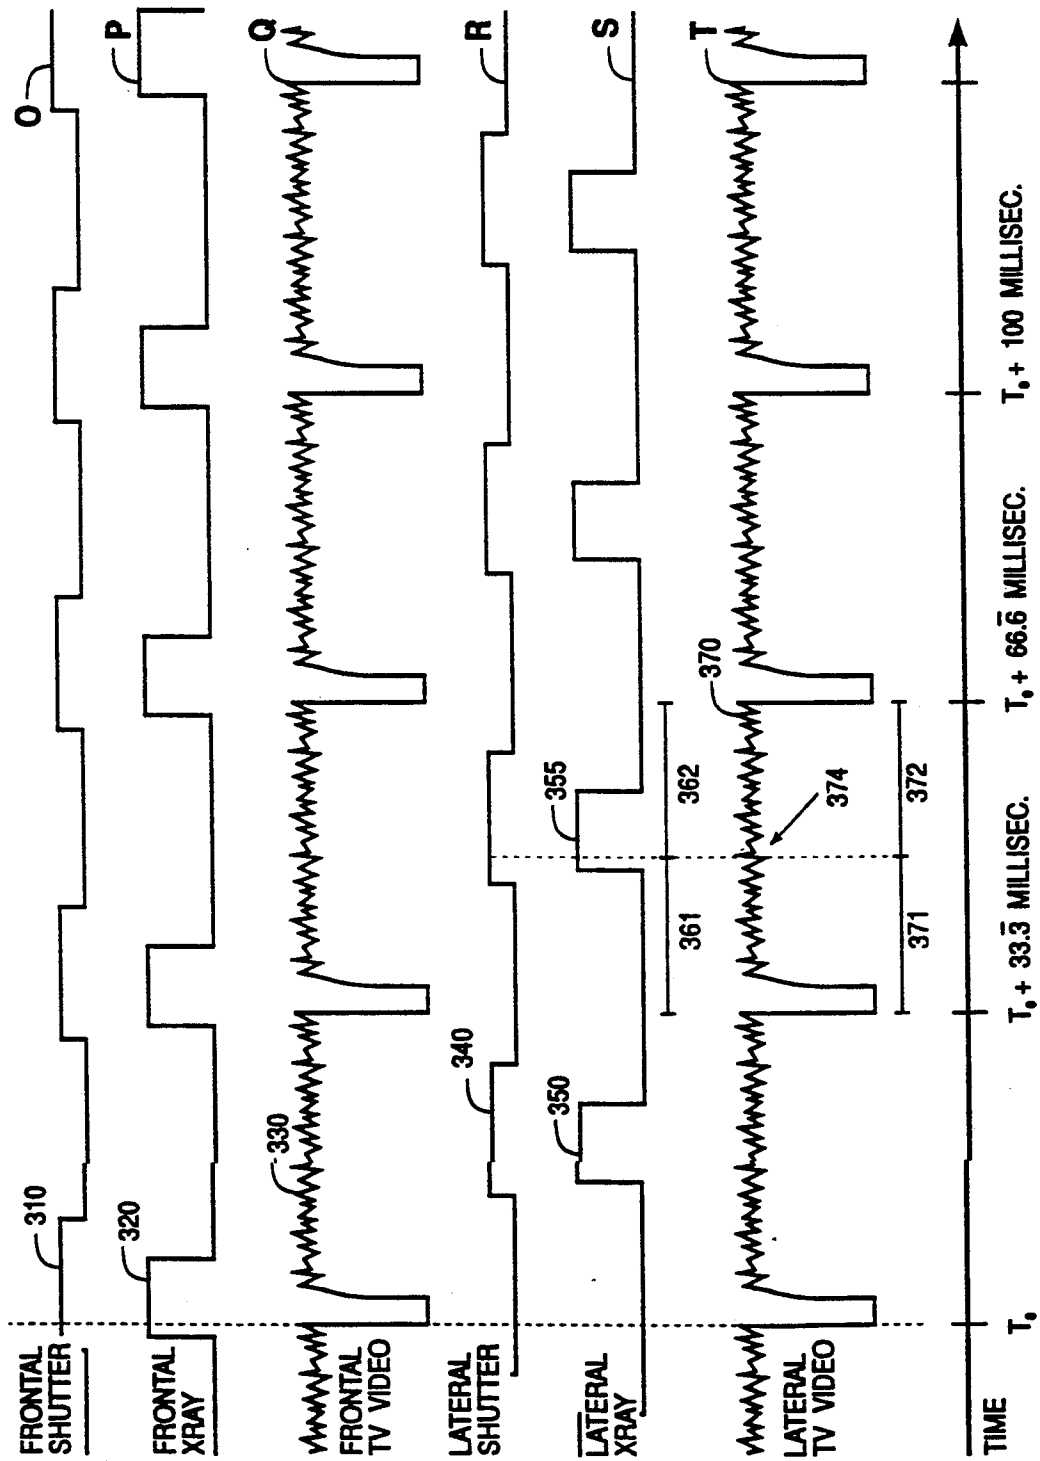 FRONTAL
SHUTTER
310
O
FRONTAL
XRAY
320
P
FRONTAL
TV VIDEO
330
Q
LATERAL
SHUTTER
340
R
LATERAL
XRAY
350
355
S
361
362
LATERAL
TV VIDEO
370
T
374
371
372
TIME
T₀
T₀ + 33.3̅ MILLISEC.
T₀ + 66.6̅ MILLISEC.
T₀ + 100 MILLISEC.